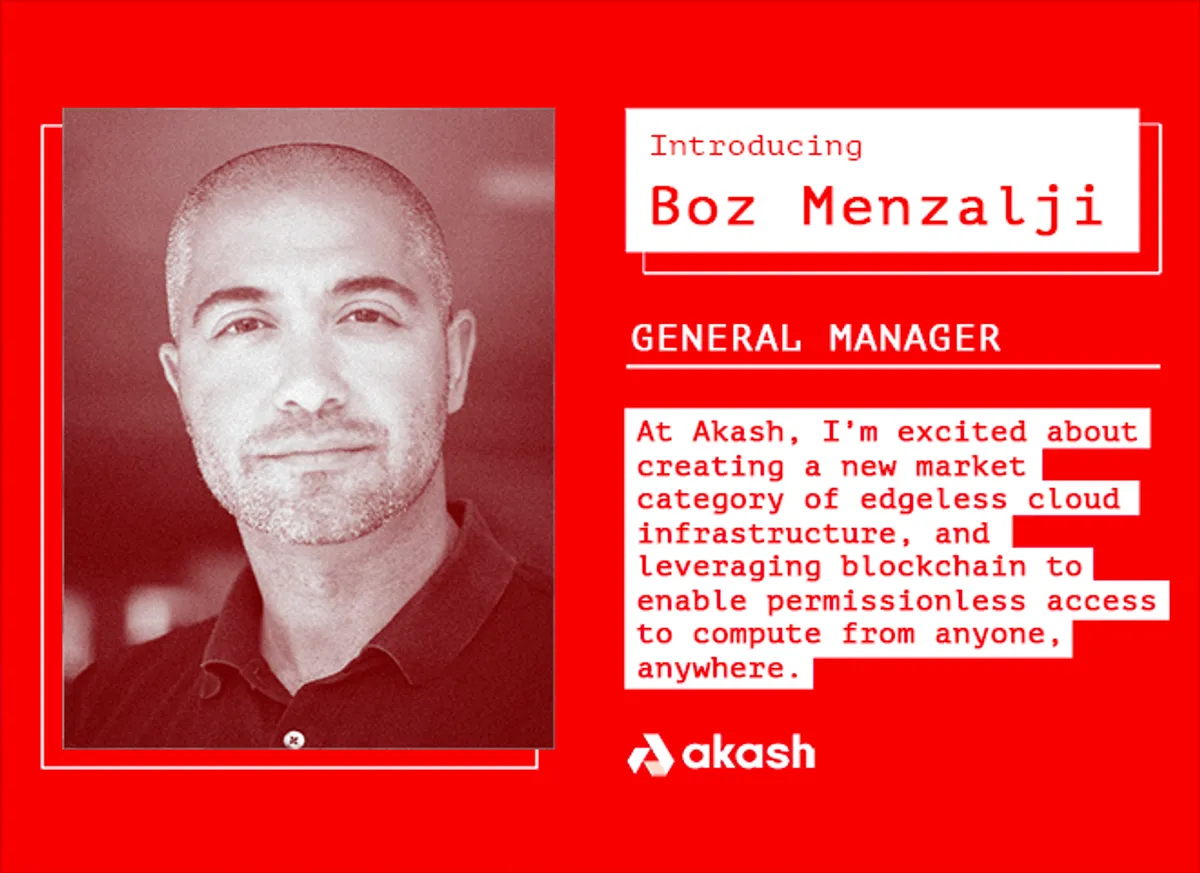 Introducing
Boz Menzalji
GENERAL MANAGER
At Akash, I’m excited about
creating a new market
category of edgeless cloud
infrastructure, and
leveraging blockchain to
enable permissionless access
to compute from anyone,
anywhere.
akash